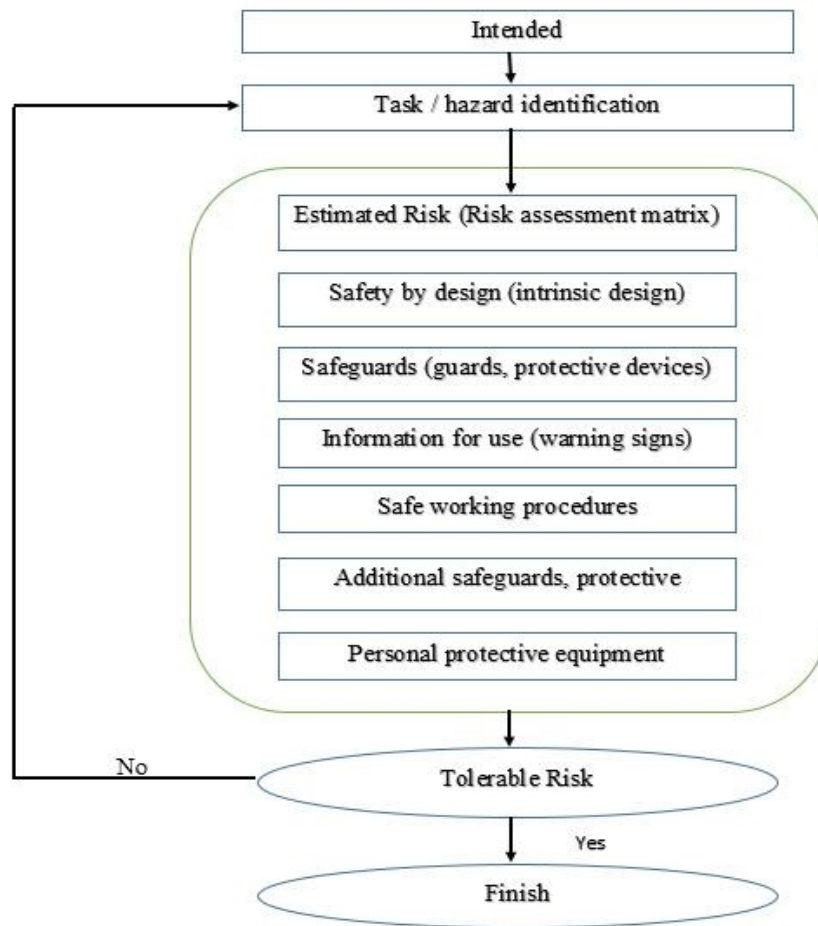 Intended
Task / hazard identification
Estimated Risk (Risk assessment matrix)
Safety by design (intrinsic design)
Safeguards (guards, protective devices)
Information for use (warning signs)
Safe working procedures
Additional safeguards, protective
Personal protective equipment
No
Tolerable Risk
Yes
Finish